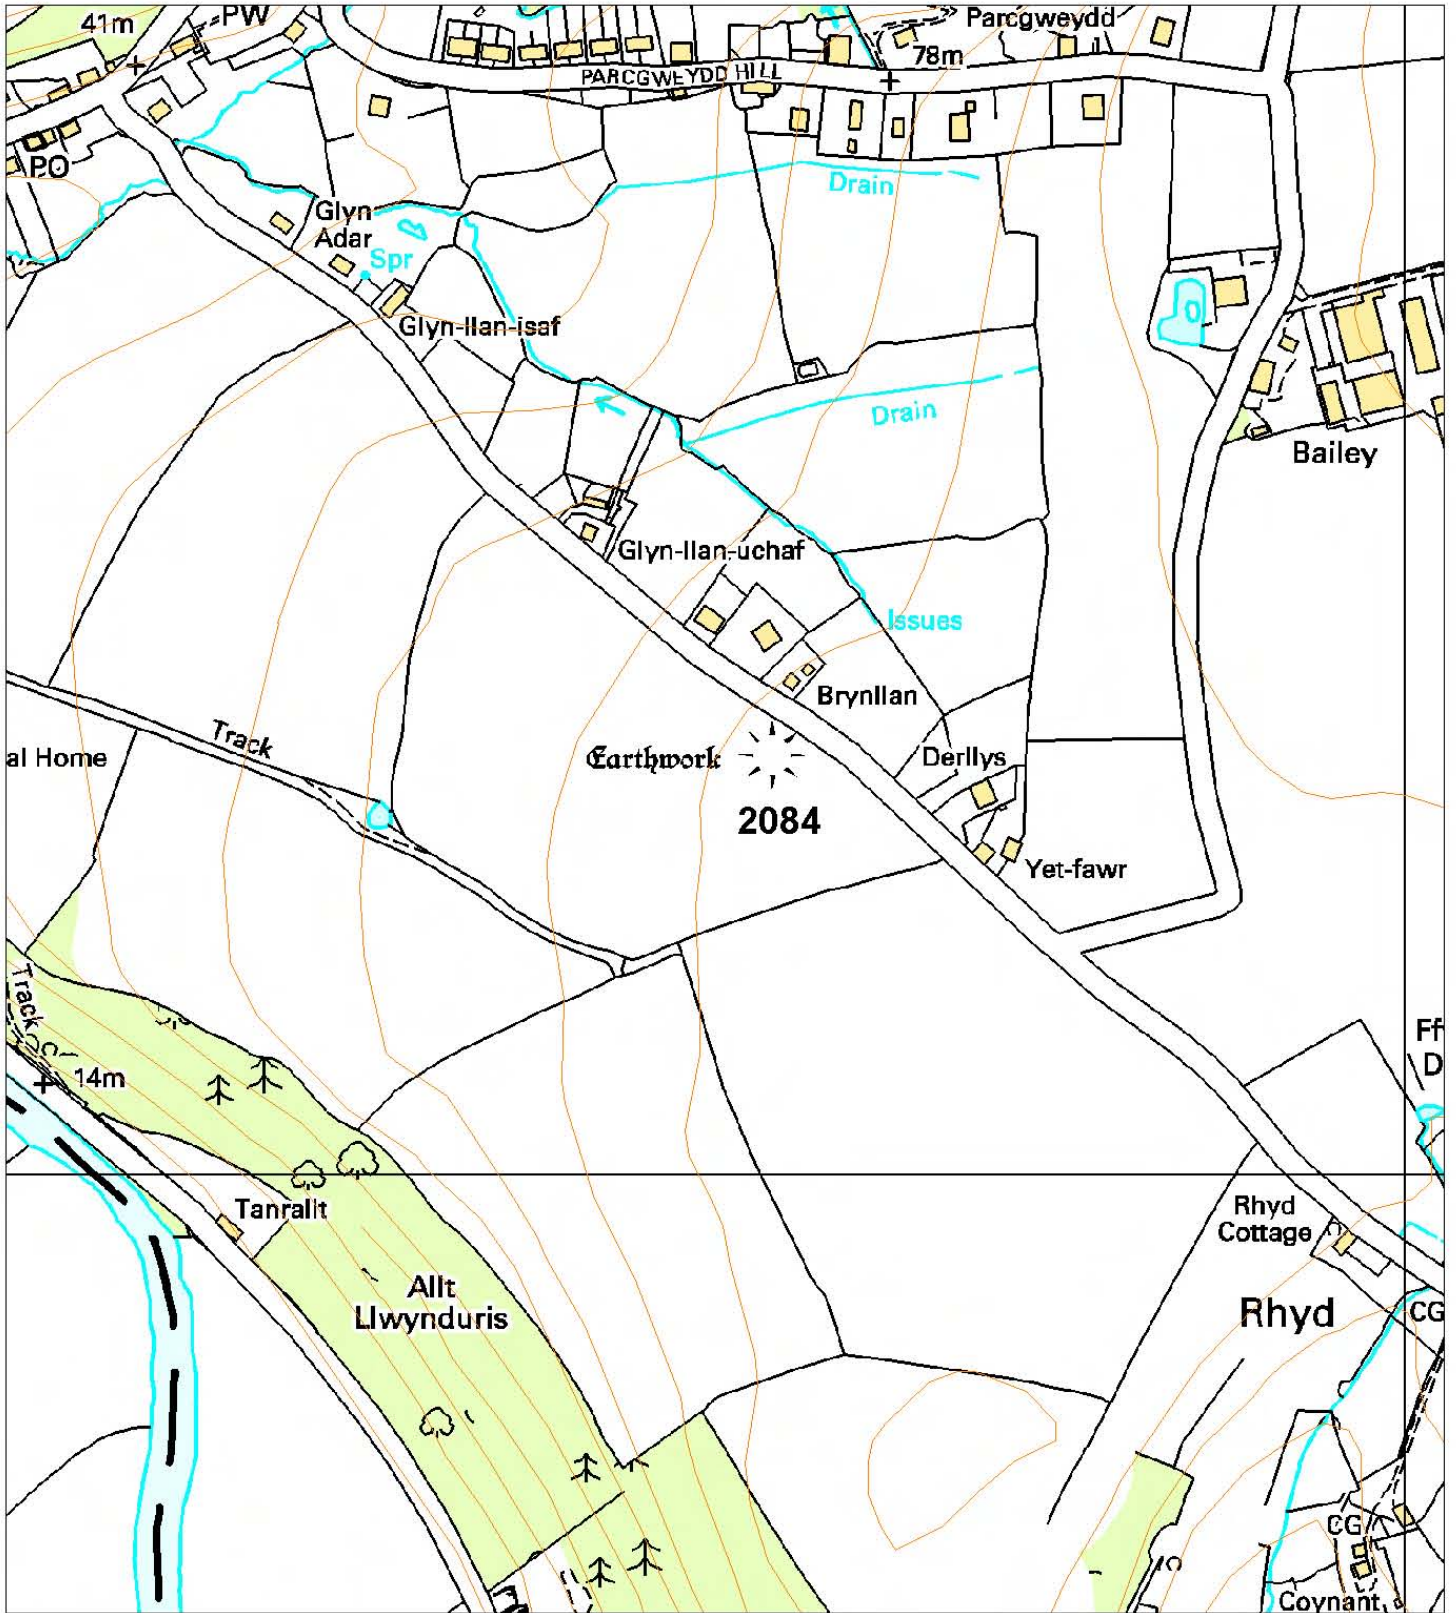 41m
PW
Parcgweydd
78m
PARCGWEYDD HILL
PO
Drain
Glyn
Adar
Spr
Glyn-llan-isaf
Drain
Bailey
Glyn-llan-uchaf
Issues
Brynllan
Track
al Home
Earthwork
Derllys
2084
Yet-fawr
Track
Ff
D
14m
Tanrallt
Rhyd
Cottage
Allt
Llwynduris
Rhyd
CG
CG
Coynant